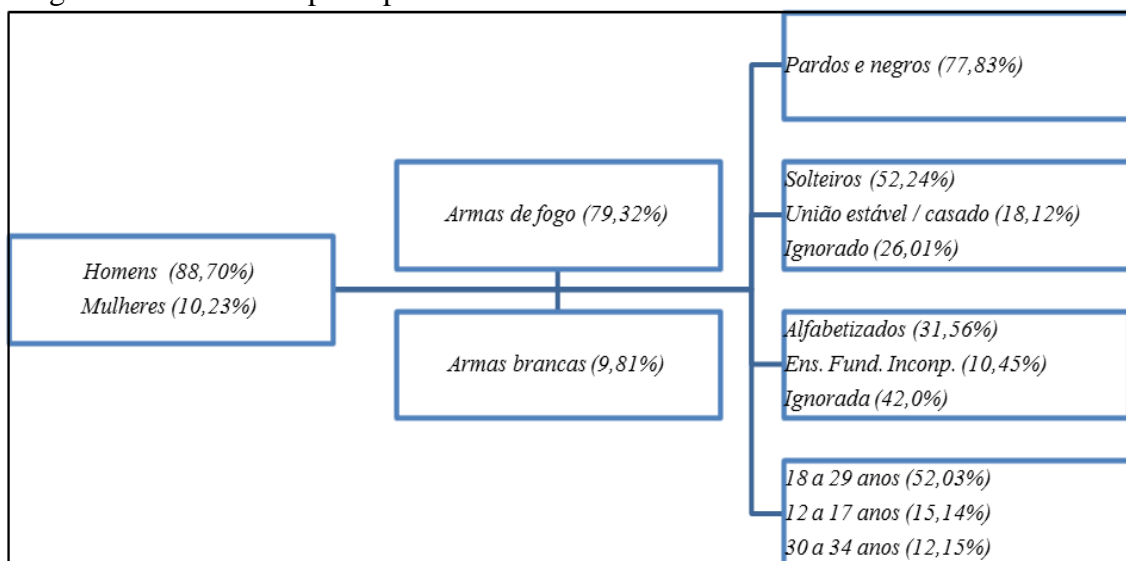 Homens (88,70%)
Mulheres (10,23%)
Armas de fogo (79,32%)
Armas brancas (9,81%)
Pardos e negros (77,83%)
Solteiros (52,24%)
União estável / casado (18,12%)
Ignorado (26,01%)
Alfabetizados (31,56%)
Ens. Fund. Inconp. (10,45%)
Ignorada (42,0%)
18 a 29 anos (52,03%)
12 a 17 anos (15,14%)
30 a 34 anos (12,15%)